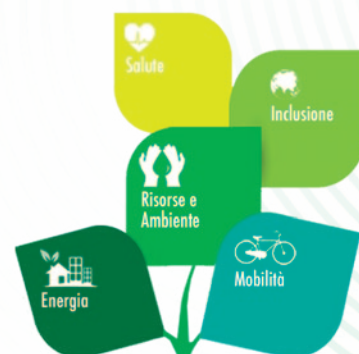 Salute
Inclusione
Risorse e
Ambiente
Energia
Mobilità